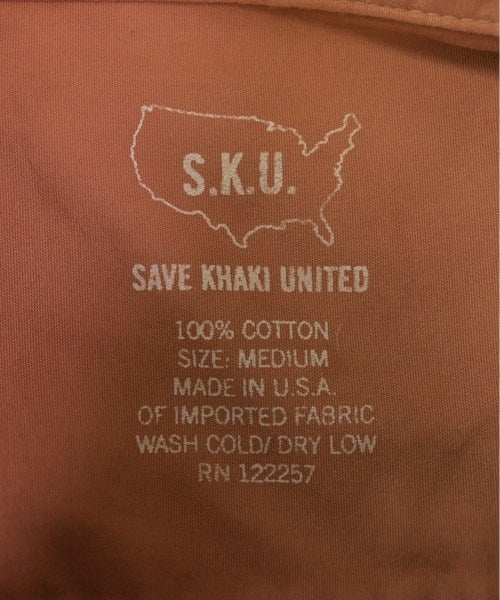 S.K.U.
SAVE KHAKI UNITED
100% COTTON
SIZE: MEDIUM
MADE IN U.S.A.
OF IMPORTED FABRIC
WASH COLD/ DRY LOW
RN 122257